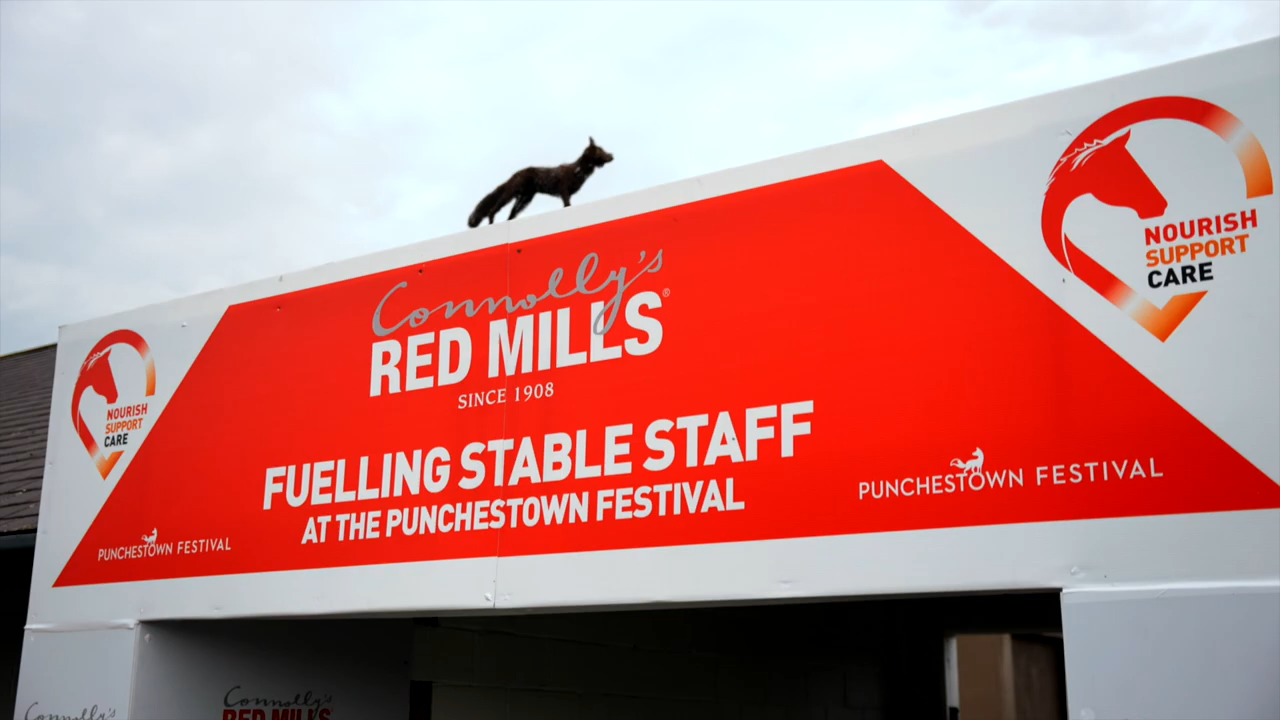 Connolly's
RED MILLS®
SINCE 1908
FUELLING STABLE STAFF
AT THE PUNCHESTOWN FESTIVAL
PUNCHESTOWN FESTIVAL
PUNCHESTOWN FESTIVAL
NOURISH
SUPPORT
CARE
NOURISH
SUPPORT
CARE
Connolly's
Connolly's
RED MILLS